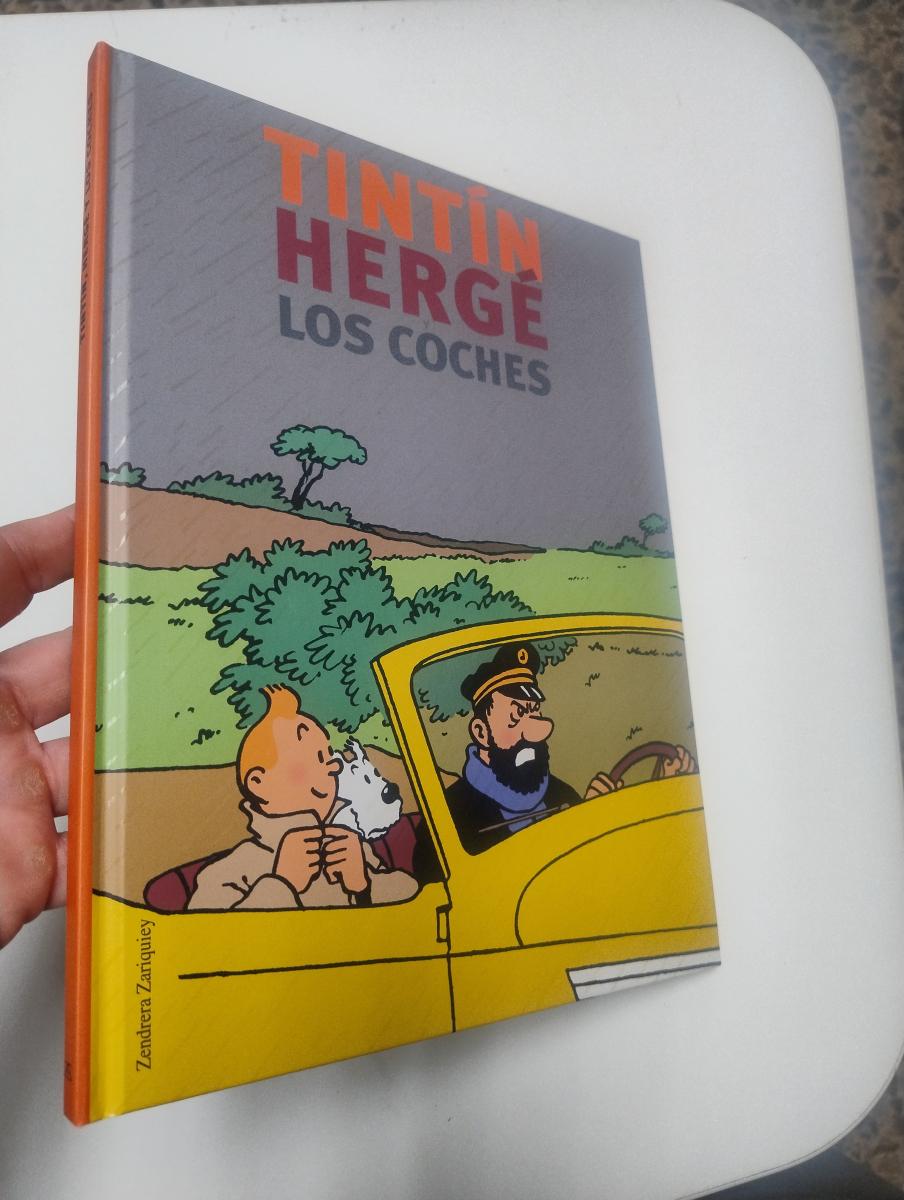 TINTÍN
HERGÉ
Y
LOS COCHES
Zendrera Zariquiey